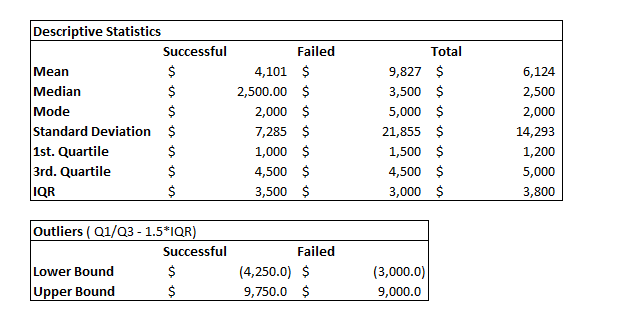 Descriptive Statistics
Successful Failed Total
Mean $ 4,101 $ 9,827 $ 6,124
Median $ 2,500.00 $ 3,500 $ 2,500
Mode $ 2,000 $ 5,000 $ 2,000
Standard Deviation $ 7,285 $ 21,855 $ 14,293
1st. Quartile $ 1,000 $ 1,500 $ 1,200
3rd. Quartile $ 4,500 $ 4,500 $ 5,000
IQR $ 3,500 $ 3,000 $ 3,800
Outliers ( Q1/Q3 - 1.5*IQR)
Successful Failed
Lower Bound $ (4,250.0) $ (3,000.0)
Upper Bound $ 9,750.0 $ 9,000.0